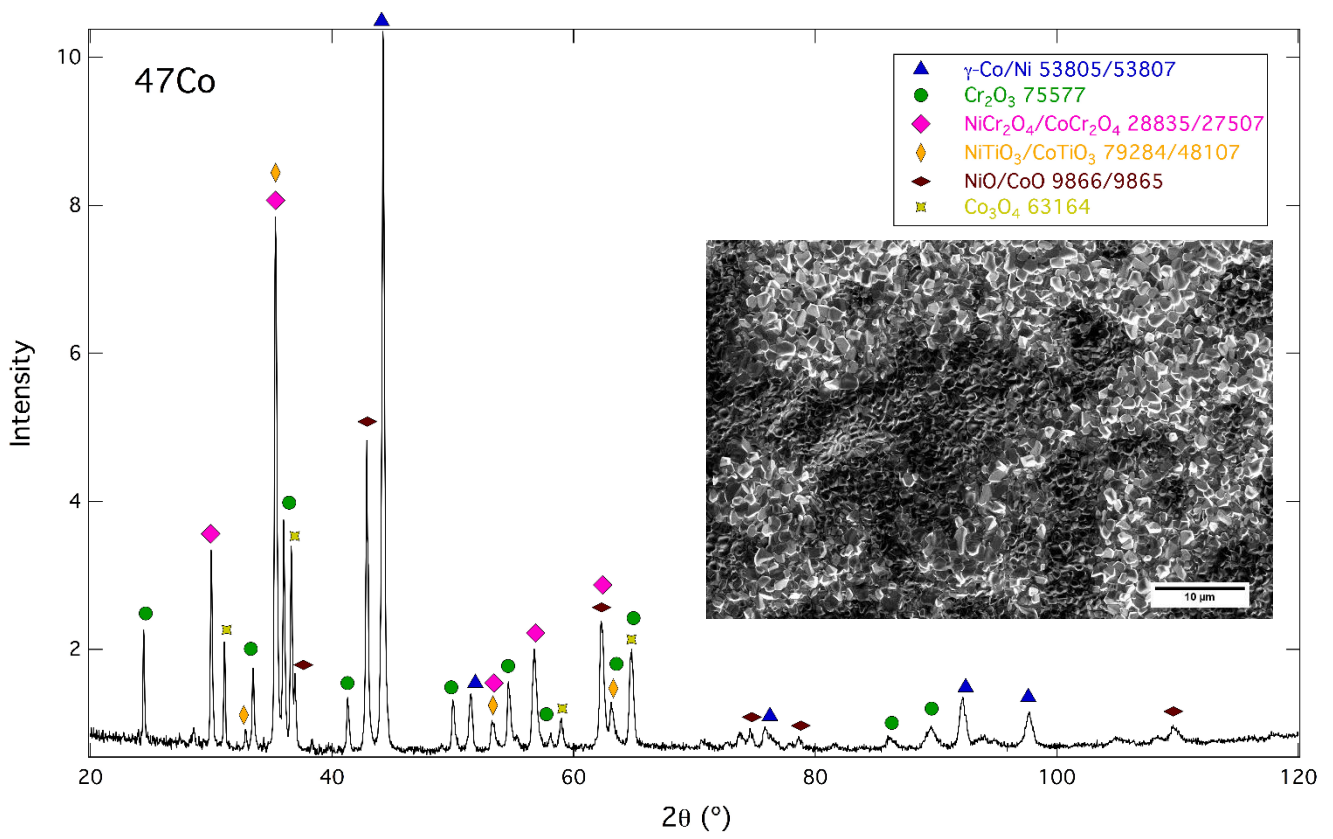 47Co
γ-Co/Ni 53805/53807
Cr₂O₃ 75577
NiCr₂O₄/CoCr₂O₄ 28835/27507
NiTiO₃/CoTiO₃ 79284/48107
NiO/CoO 9866/9865
Co₃O₄ 63164
10
8
6
4
2
Intensity
10 µm
20
40
60
80
100
120
2θ (°)